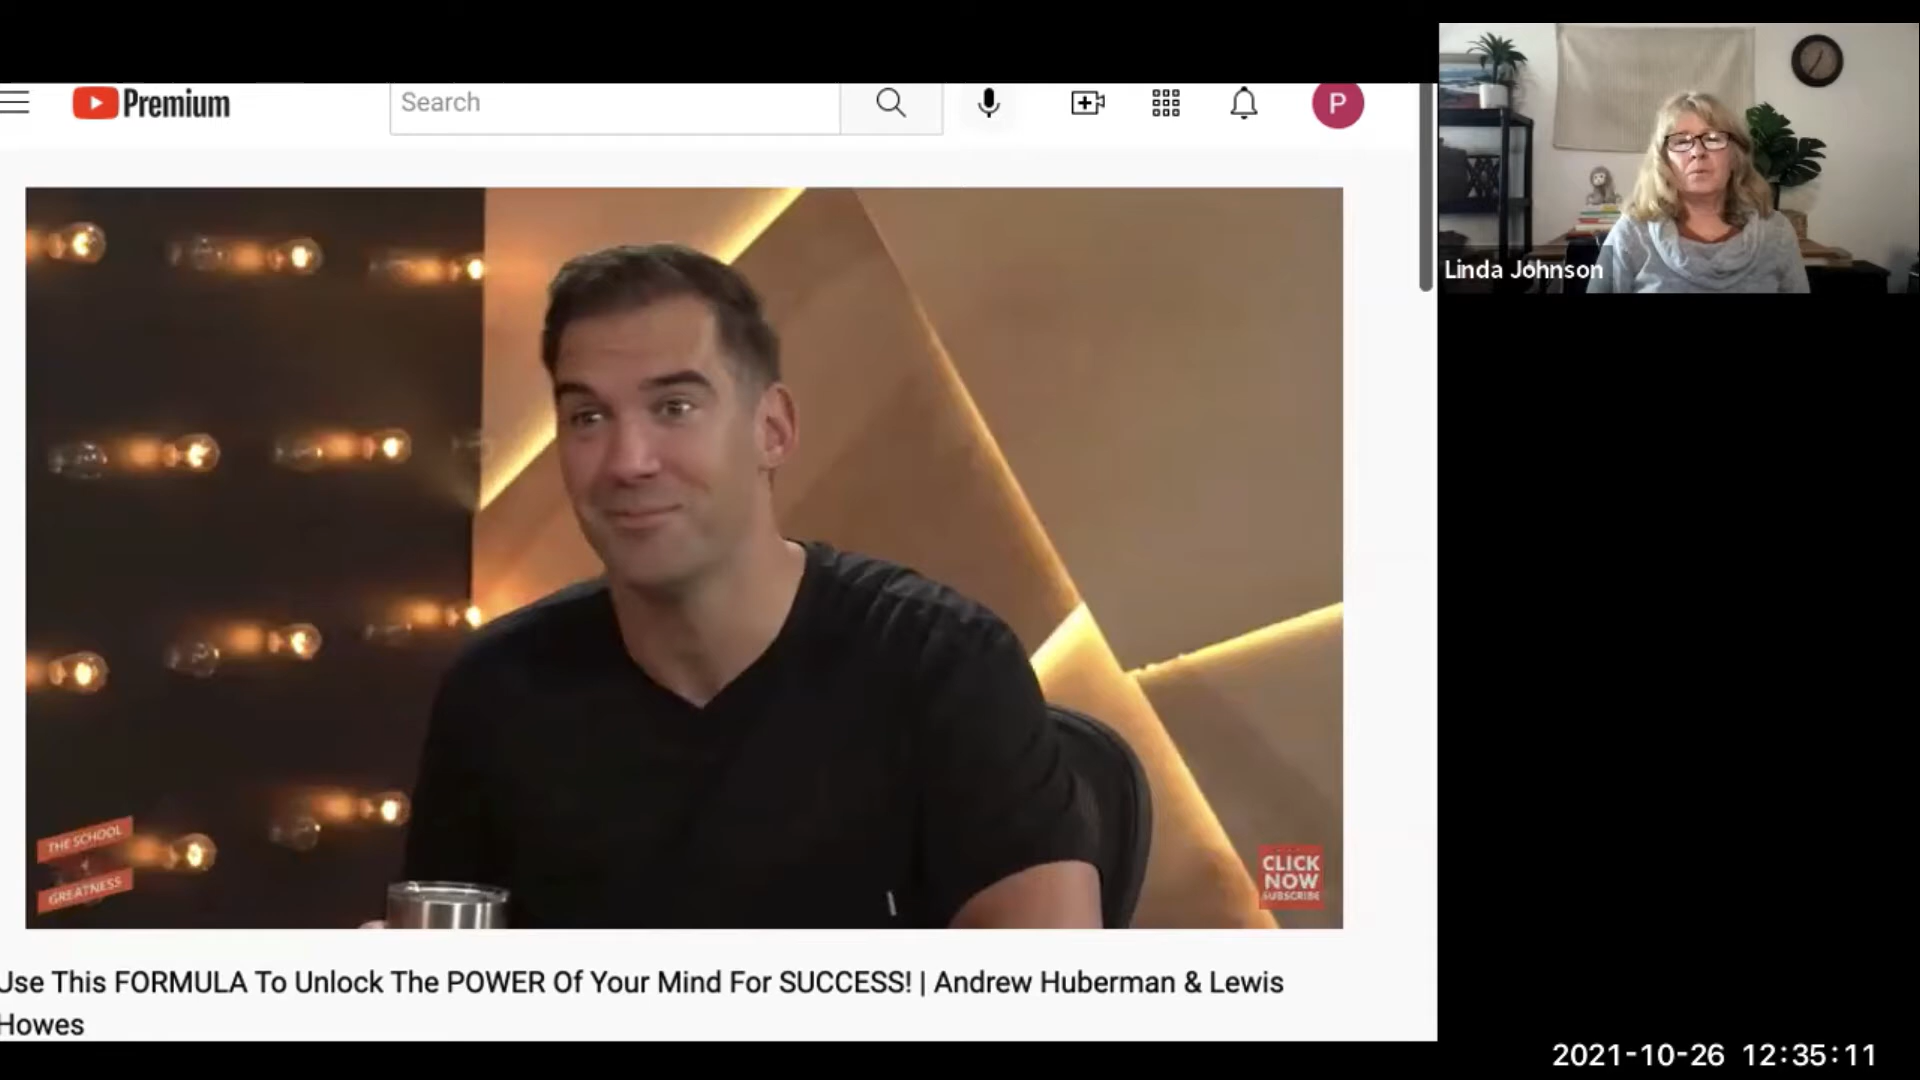 Premium
Search
P
Linda Johnson
THE SCHOOL
GREATNESS
CLICK
NOW
SUBSCRIBE
Use This FORMULA To Unlock The POWER Of Your Mind For SUCCESS! | Andrew Huberman & Lewis
Howes
2021-10-26 12:35:11